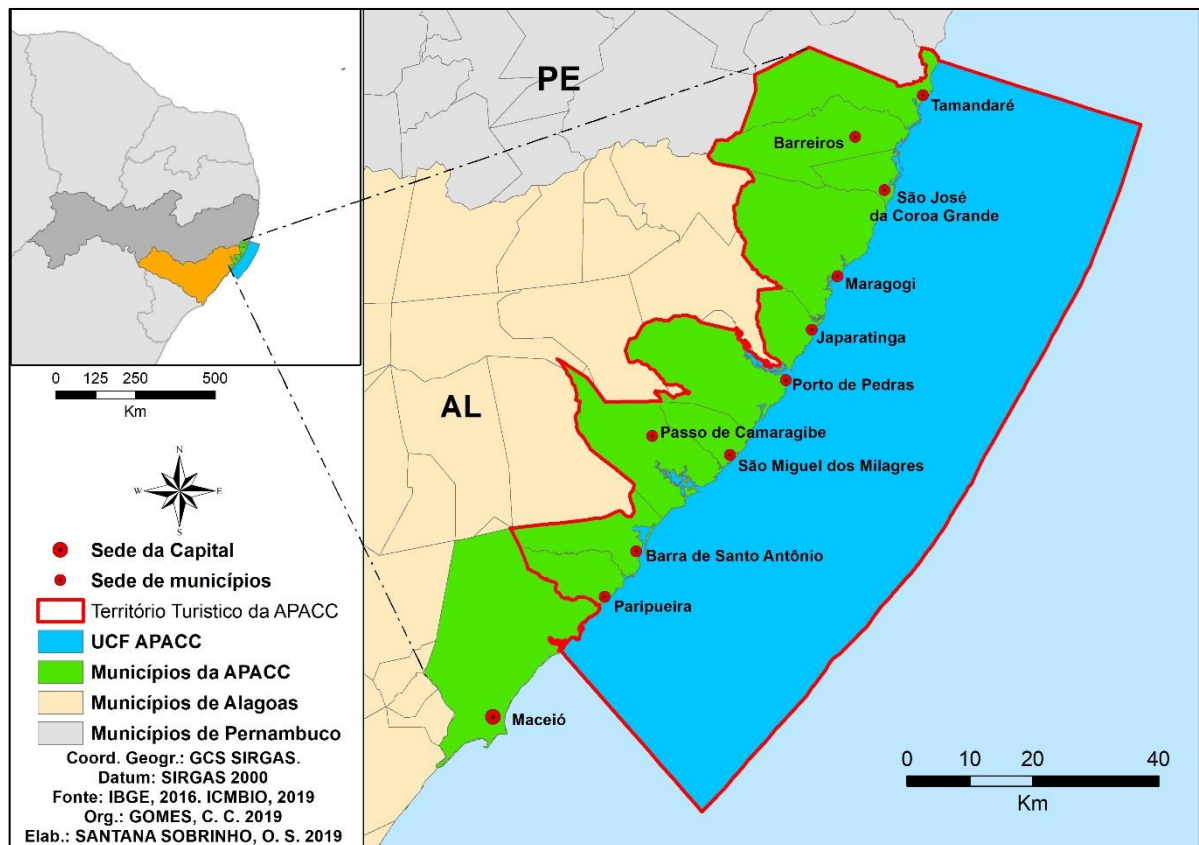 PE
AL
Tamandaré
Barreiros
São José
da Coroa Grande
Maragogi
Japaratinga
Porto de Pedras
Passo de Camaragibe
São Miguel dos Milagres
Barra de Santo Antônio
Paripueira
Maceió
0 125 250 500
Km
N
W E
S
Sede da Capital
Sede de municípios
Território Turistico da APACC
UCF APACC
Municípios da APACC
Municípios de Alagoas
Municípios de Pernambuco
Coord. Geogr.: GCS SIRGAS.
Datum: SIRGAS 2000
Fonte: IBGE, 2016. ICMBIO, 2019
Org.: GOMES, C. C. 2019
Elab.: SANTANA SOBRINHO, O. S. 2019
0 10 20 40
Km